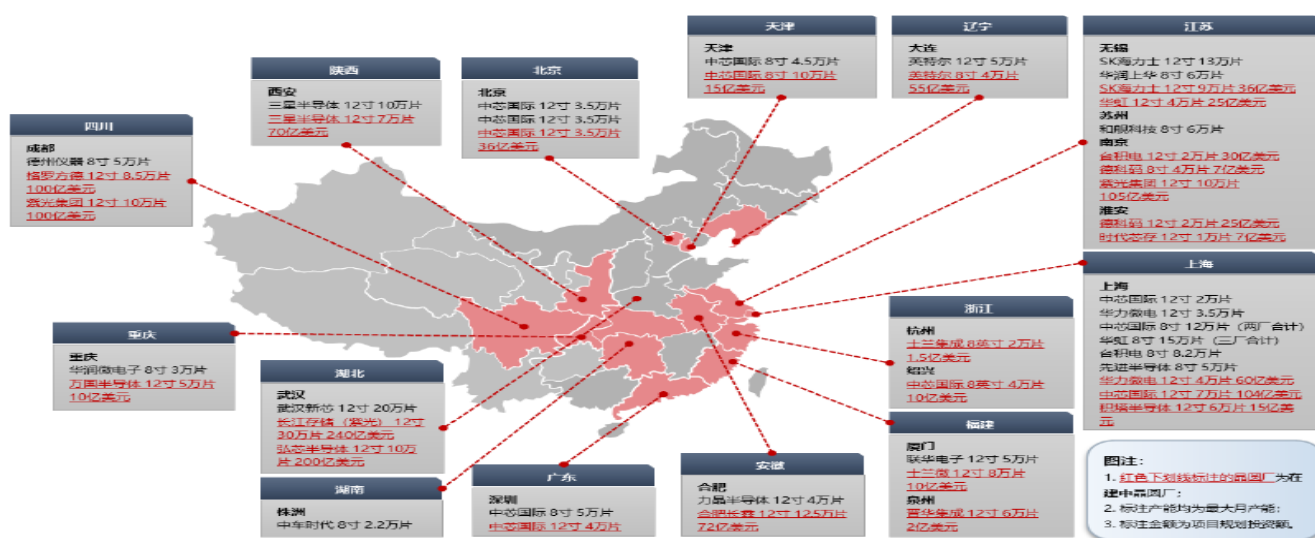 天津
天津
中芯国际 8寸 4.5万片
中芯国际 8寸 10万片
15亿美元
辽宁
大连
英特尔 12寸 5万片
英特尔 8寸 4万片
55亿美元
江苏
无锡
SK海力士 12寸 13万片
华润上华 8寸 6万片
SK海力士 12寸 9万片 36亿美元
华虹 12寸 4万片 25亿美元
苏州
和舰科技 8寸 6万片
南京
台积电 12寸 2万片 30亿美元
德科码 8寸 4万片 7亿美元
紫光集团 12寸 10万片
105亿美元
淮安
德科码 12寸 2万片 25亿美元
时代芯存 12寸 1万片 7亿美元
陕西
西安
三星半导体 12寸 10万片
三星半导体 12寸 7万片
70亿美元
北京
北京
中芯国际 12寸 3.5万片
中芯国际 12寸 3.5万片
中芯国际 12寸 3.5万片
36亿美元
四川
成都
德州仪器 8寸 5万片
格罗方德 12寸 8.5万片
100亿美元
紫光集团 12寸 10万片
100亿美元
上海
上海
中芯国际 12寸 2万片
华力微电 12寸 3.5万片
中芯国际 8寸 12万片（两厂合计）
华虹 8寸 15万片（三厂合计）
台积电 8寸 8.2万片
先进半导体 8寸 5万片
华力微电 12寸 4万片 60亿美元
中芯国际 12寸 7万片 104亿美元
积塔半导体 12寸 6万片 15亿美
元
浙江
杭州
士兰集成 8英寸 2万片
1.5亿美元
绍兴
中芯国际 8英寸 4万片
10亿美元
重庆
重庆
华润微电子 8寸 3万片
万国半导体 12寸 5万片
10亿美元
湖北
武汉
武汉新芯 12寸 20万片
长江存储（紫光） 12寸
30万片 240亿美元
弘芯半导体 12寸 10万
片 200亿美元
湖南
株洲
中车时代 8寸 2.2万片
广东
深圳
中芯国际 8寸 5万片
中芯国际 12寸 4万片
安徽
合肥
力晶半导体 12寸 4万片
合肥长鑫 12寸 12.5万片
72亿美元
福建
厦门
联华电子 12寸 5万片
士兰微 12寸 8万片
10亿美元
泉州
晋华集成 12寸 6万片
2亿美元
图注：
1. 红色下划线标注的晶圆厂为在
建中晶圆厂；
2. 标注产能均为最大月产能；
3. 标注金额为项目规划投资额。